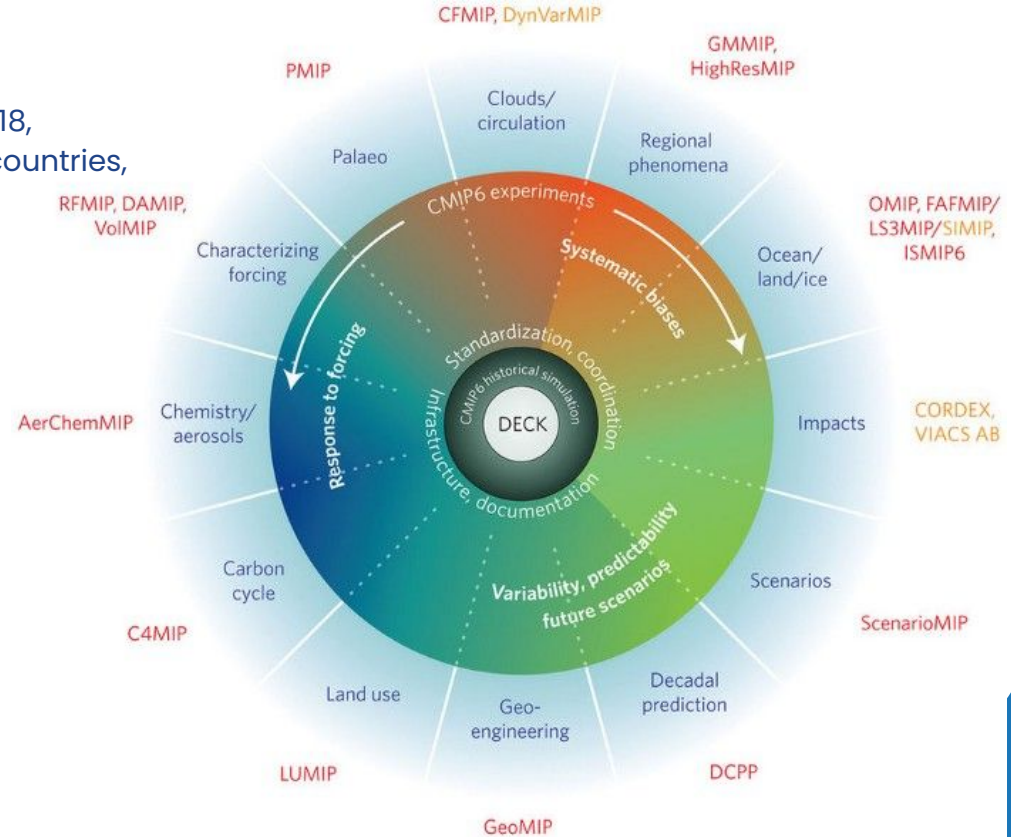 CFMIP, DynVarMIP
GMMIP,
HighResMIP
PMIP
Clouds/
circulation
18,
countries,
Palaeo
Regional
phenomena
RFMIP, DAMIP,
VolMIP
CMIP6 experiments
OMIP, FAFMIP/
LS3MIP/SIMIP,
ISMIP6
Characterizing
forcing
Systematic biases
Ocean/
land/ice
Response to forcing
Standardization, coordination
CMIP6 historical simulation
DECK
Infrastructure, documentation
AerChemMIP
Chemistry/
aerosols
Impacts
CORDEX,
VIACS AB
Variability, predictability
future scenarios
Carbon
cycle
Scenarios
C4MIP
ScenarioMIP
Land use
Geo-
engineering
Decadal
prediction
LUMIP
DCPP
GeoMIP